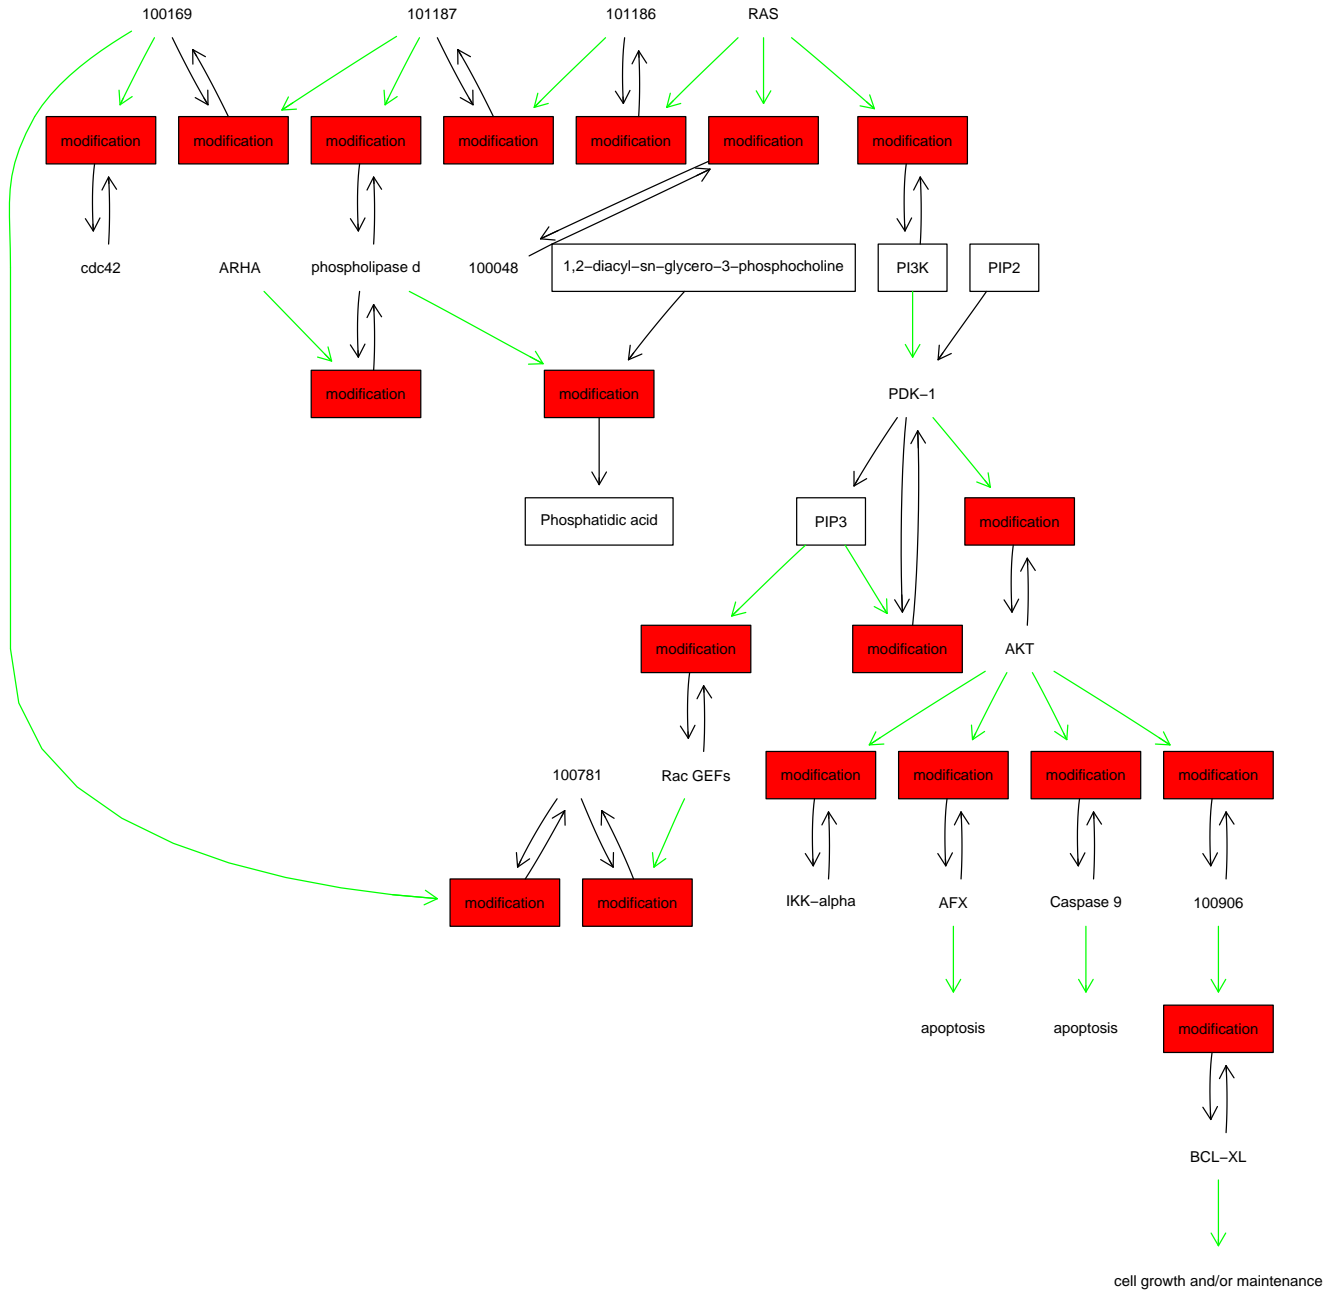 100169
101187
101186
RAS
modification
modification
modification
modification
modification
modification
modification
cdc42
ARHA
phospholipase d
100048
1,2−diacyl−sn−glycero−3−phosphocholine
PI3K
PIP2
modification
modification
PDK−1
Phosphatidic acid
PIP3
modification
modification
modification
AKT
100781
Rac GEFs
modification
modification
modification
modification
modification
modification
IKK−alpha
AFX
Caspase 9
100906
apoptosis
apoptosis
modification
BCL−XL
cell growth and/or maintenance